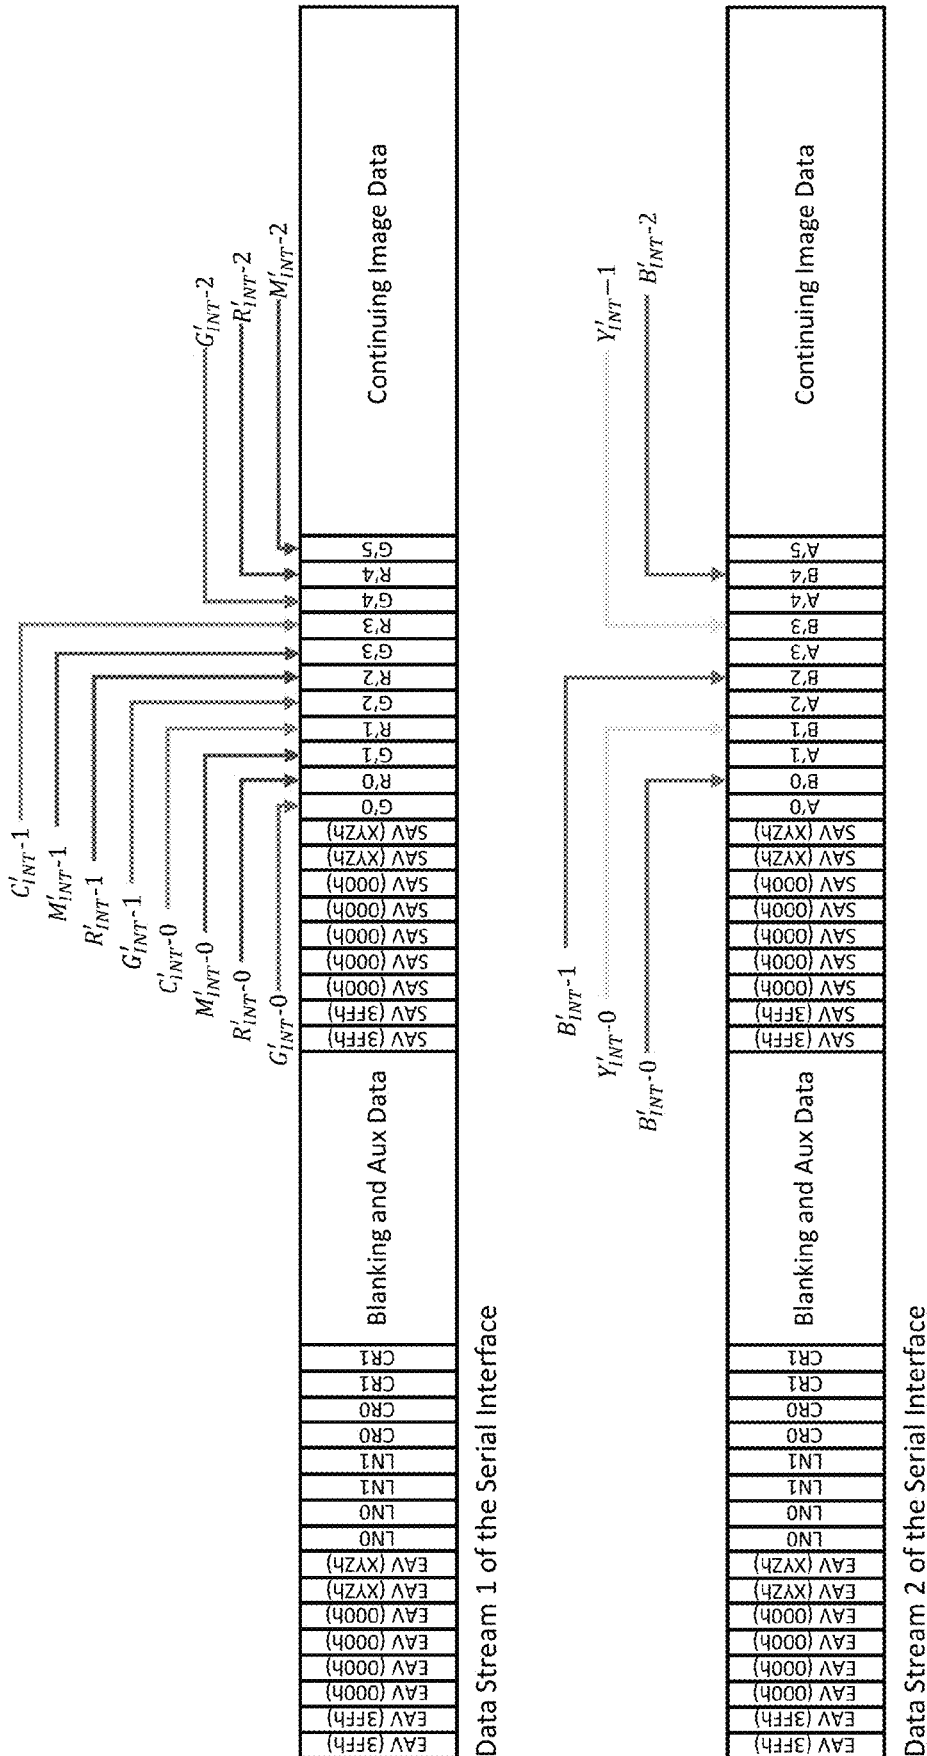 C'INT-1
M'INT-1
R'INT-1
G'INT-1
C'INT-0
M'INT-0
G'INT-2
R'INT-0
R'INT-2
G'INT-0
M'INT-2
EAV (3FFh)
EAV (3FFh)
EAV (000h)
EAV (000h)
EAV (000h)
EAV (000h)
EAV (XYZh)
EAV (XYZh)
LN0
LN0
LN1
LN1
CR0
CR0
CR1
CR1
Blanking and Aux Data
SAV (3FFh)
SAV (3FFh)
SAV (000h)
SAV (000h)
SAV (000h)
SAV (000h)
SAV (000h)
SAV (XYZh)
SAV (XYZh)
G'0
R'0
G'1
R'1
G'2
R'2
G'3
R'3
G'4
R'4
G'5
Continuing Image Data
Data Stream 1 of the Serial Interface
B'INT-1
Y'INT-0
Y'INT—1
B'INT-0
B'INT-2
EAV (3FFh)
EAV (3FFh)
EAV (000h)
EAV (000h)
EAV (000h)
EAV (000h)
EAV (XYZh)
EAV (XYZh)
LN0
LN0
LN1
LN1
CR0
CR0
CR1
CR1
Blanking and Aux Data
SAV (3FFh)
SAV (3FFh)
SAV (000h)
SAV (000h)
SAV (000h)
SAV (000h)
SAV (000h)
SAV (XYZh)
SAV (XYZh)
A'0
B'0
A'1
B'1
A'2
B'2
A'3
B'3
A'4
B'4
A'5
Continuing Image Data
Data Stream 2 of the Serial Interface